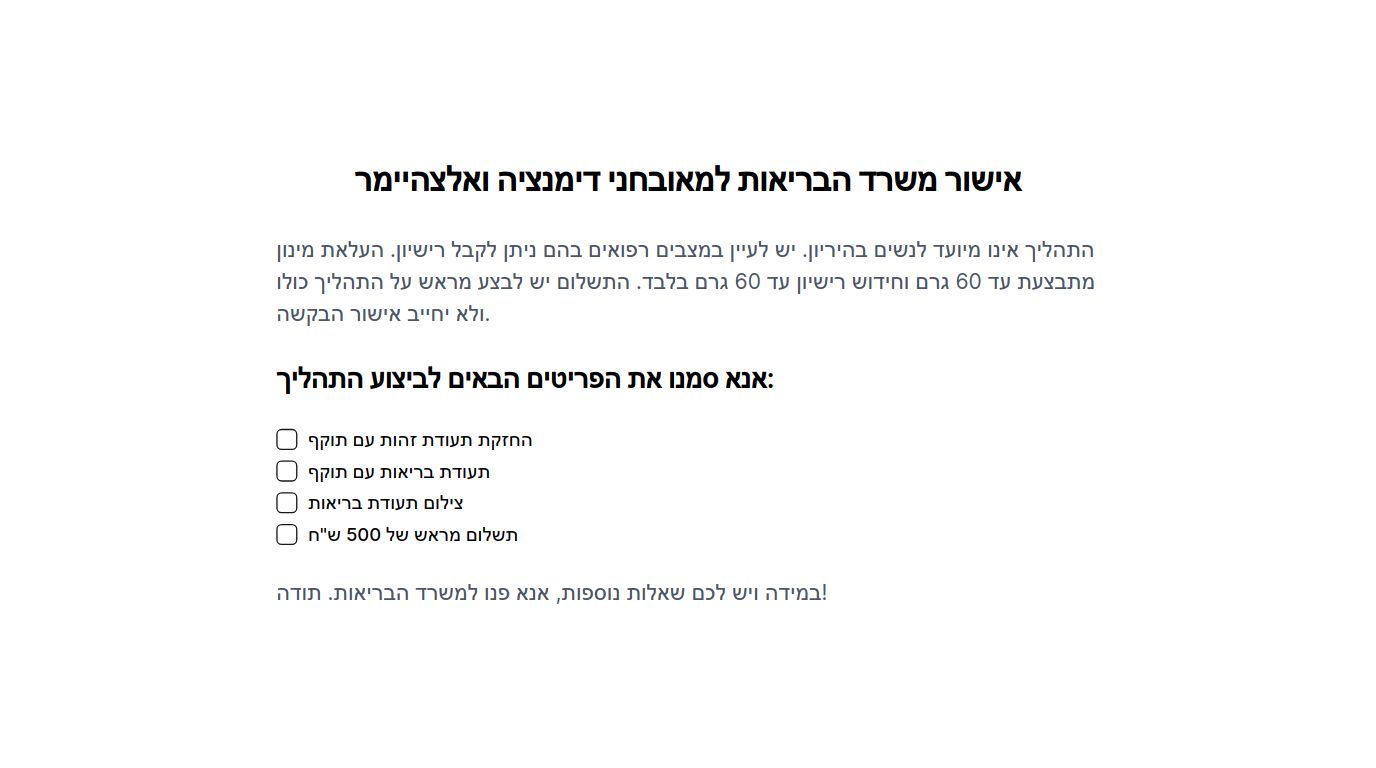 אישור משרד הבריאות למאובחני דימנציה ואלצהיימר
התהליך אינו מיועד לנשים בהיריון. יש לעיין במצבים רפואים בהם ניתן לקבל רישיון. העלאת מינון
מתבצעת עד 60 גרם וחידוש רישיון עד 60 גרם בלבד. התשלום יש לבצע מראש על התהליך כולו
ולא יחייב אישור הבקשה.
אנא סמנו את הפריטים הבאים לביצוע התהליך:
החזקת תעודת זהות עם תוקף
תעודת בריאות עם תוקף
צילום תעודת בריאות
תשלום מראש של 500 ש"ח
במידה ויש לכם שאלות נוספות, אנא פנו למשרד הבריאות. תודה!